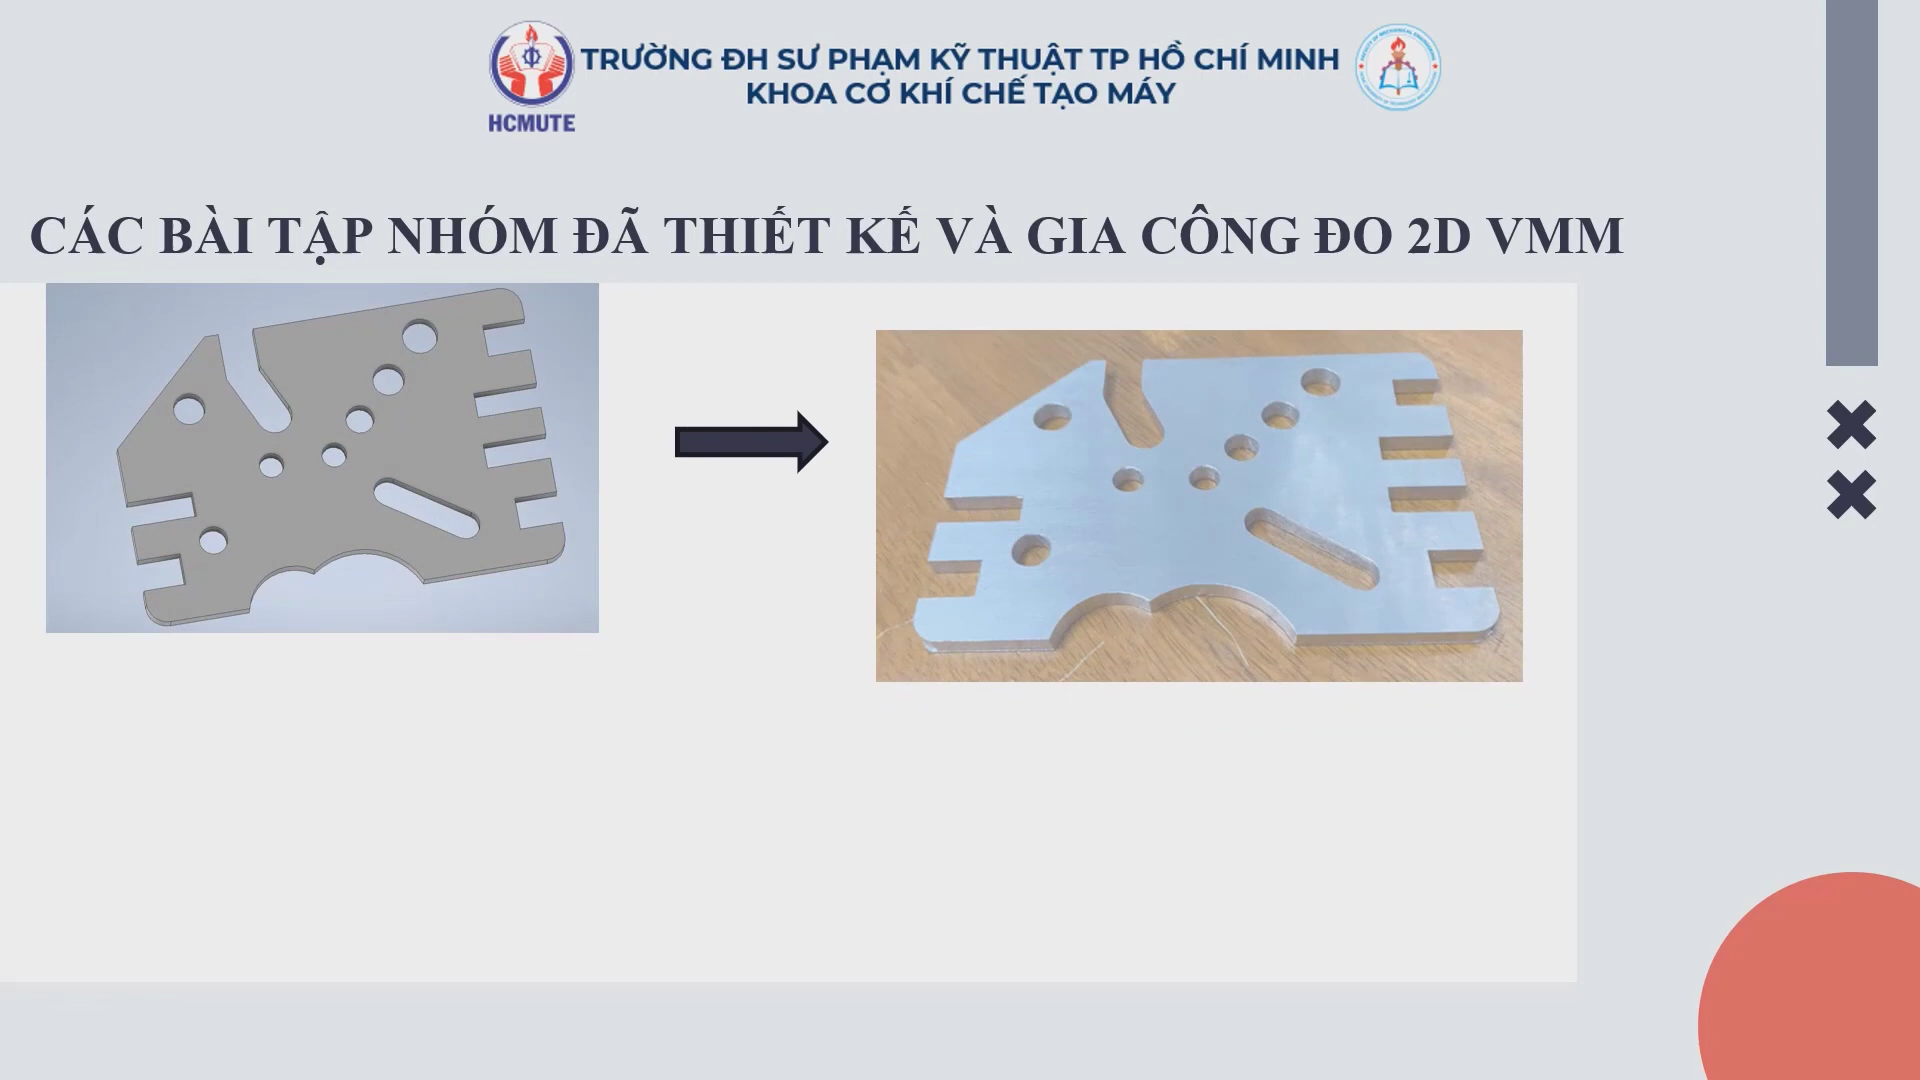 TRƯỜNG ĐH SƯ PHẠM KỸ THUẬT TP HỒ CHÍ MINH
KHOA CƠ KHÍ CHẾ TẠO MÁY
HCMUTE
CÁC BÀI TẬP NHÓM ĐÃ THIẾT KẾ VÀ GIA CÔNG ĐO 2D VMM